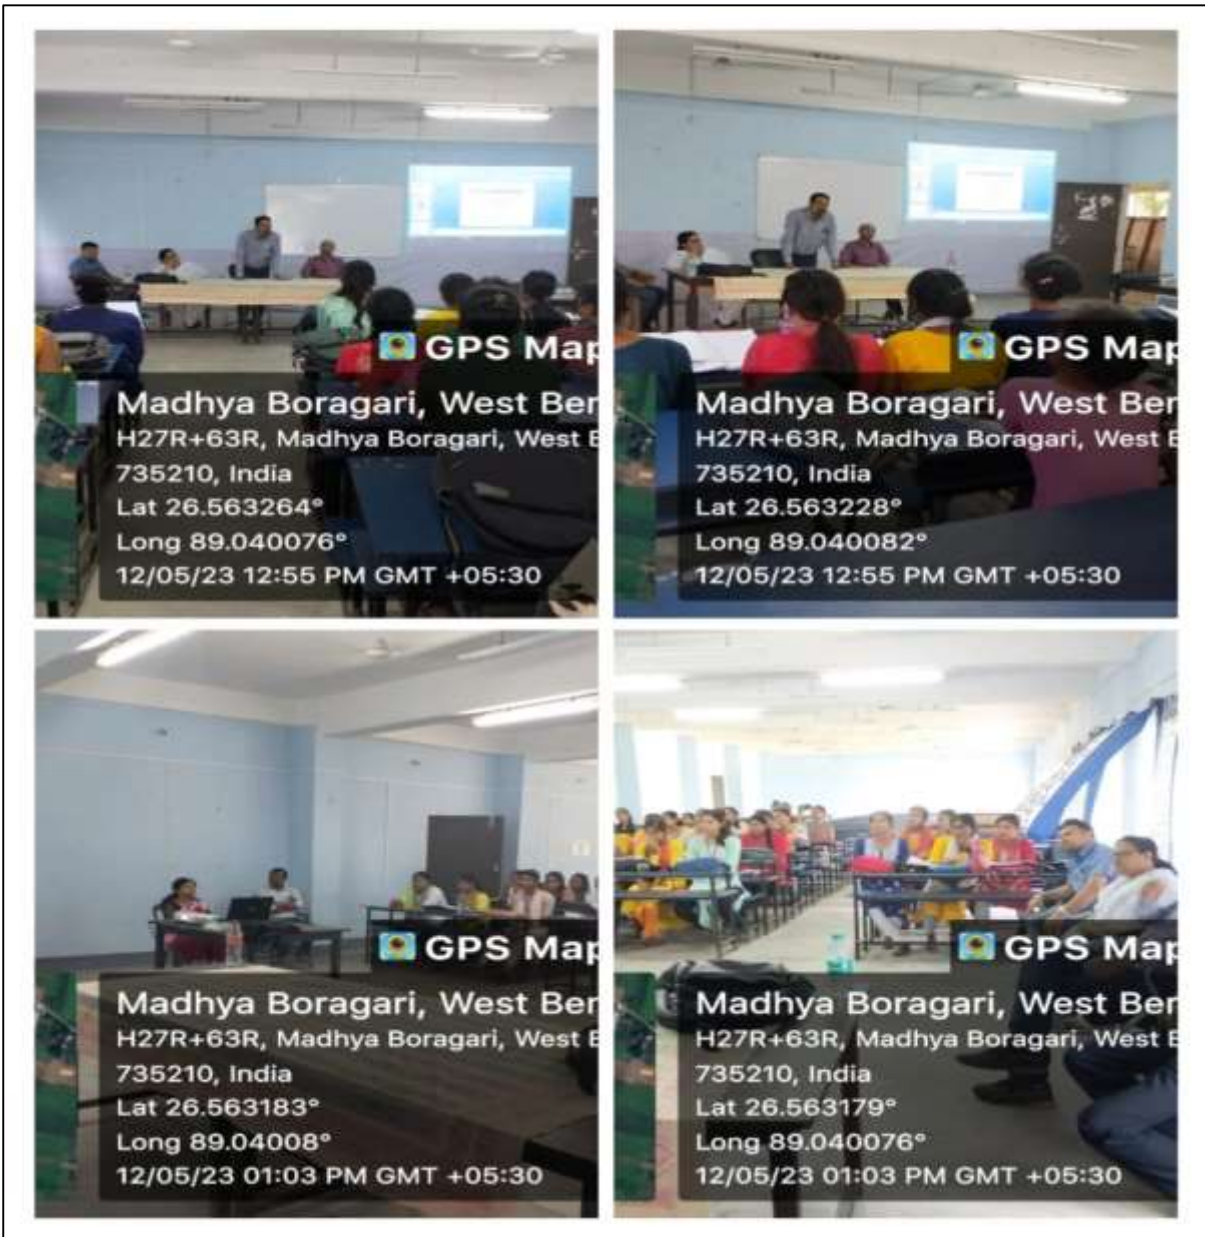 GPS Map
Madhya Boragari, West Ber
H27R+63R, Madhya Boragari, West B
735210, India
Lat 26.563264°
Long 89.040076°
12/05/23 12:55 PM GMT +05:30
GPS Map
Madhya Boragari, West Ber
H27R+63R, Madhya Boragari, West B
735210, India
Lat 26.563228°
Long 89.040082°
12/05/23 12:55 PM GMT +05:30
GPS Map
Madhya Boragari, West Ber
H27R+63R, Madhya Boragari, West B
735210, India
Lat 26.563183°
Long 89.04008°
12/05/23 01:03 PM GMT +05:30
GPS Map
Madhya Boragari, West Ber
H27R+63R, Madhya Boragari, West B
735210, India
Lat 26.563179°
Long 89.040076°
12/05/23 01:03 PM GMT +05:30